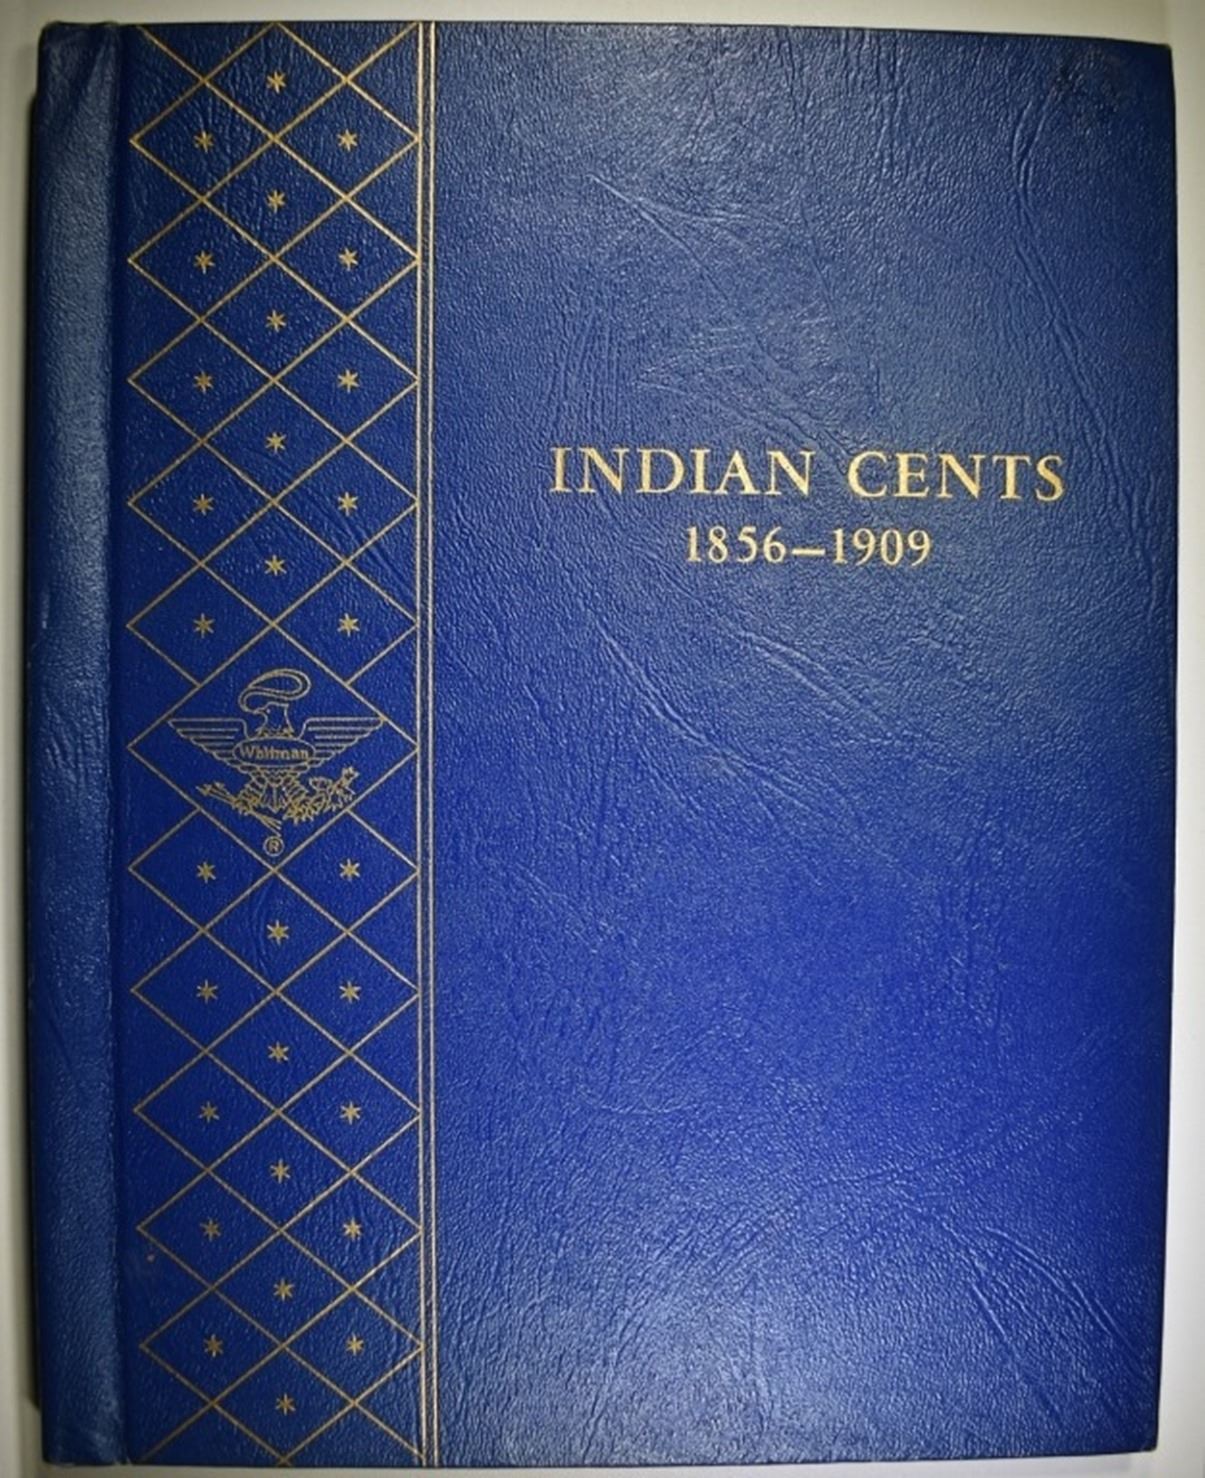 INDIAN CENTS
1856–1909
Whitman
®